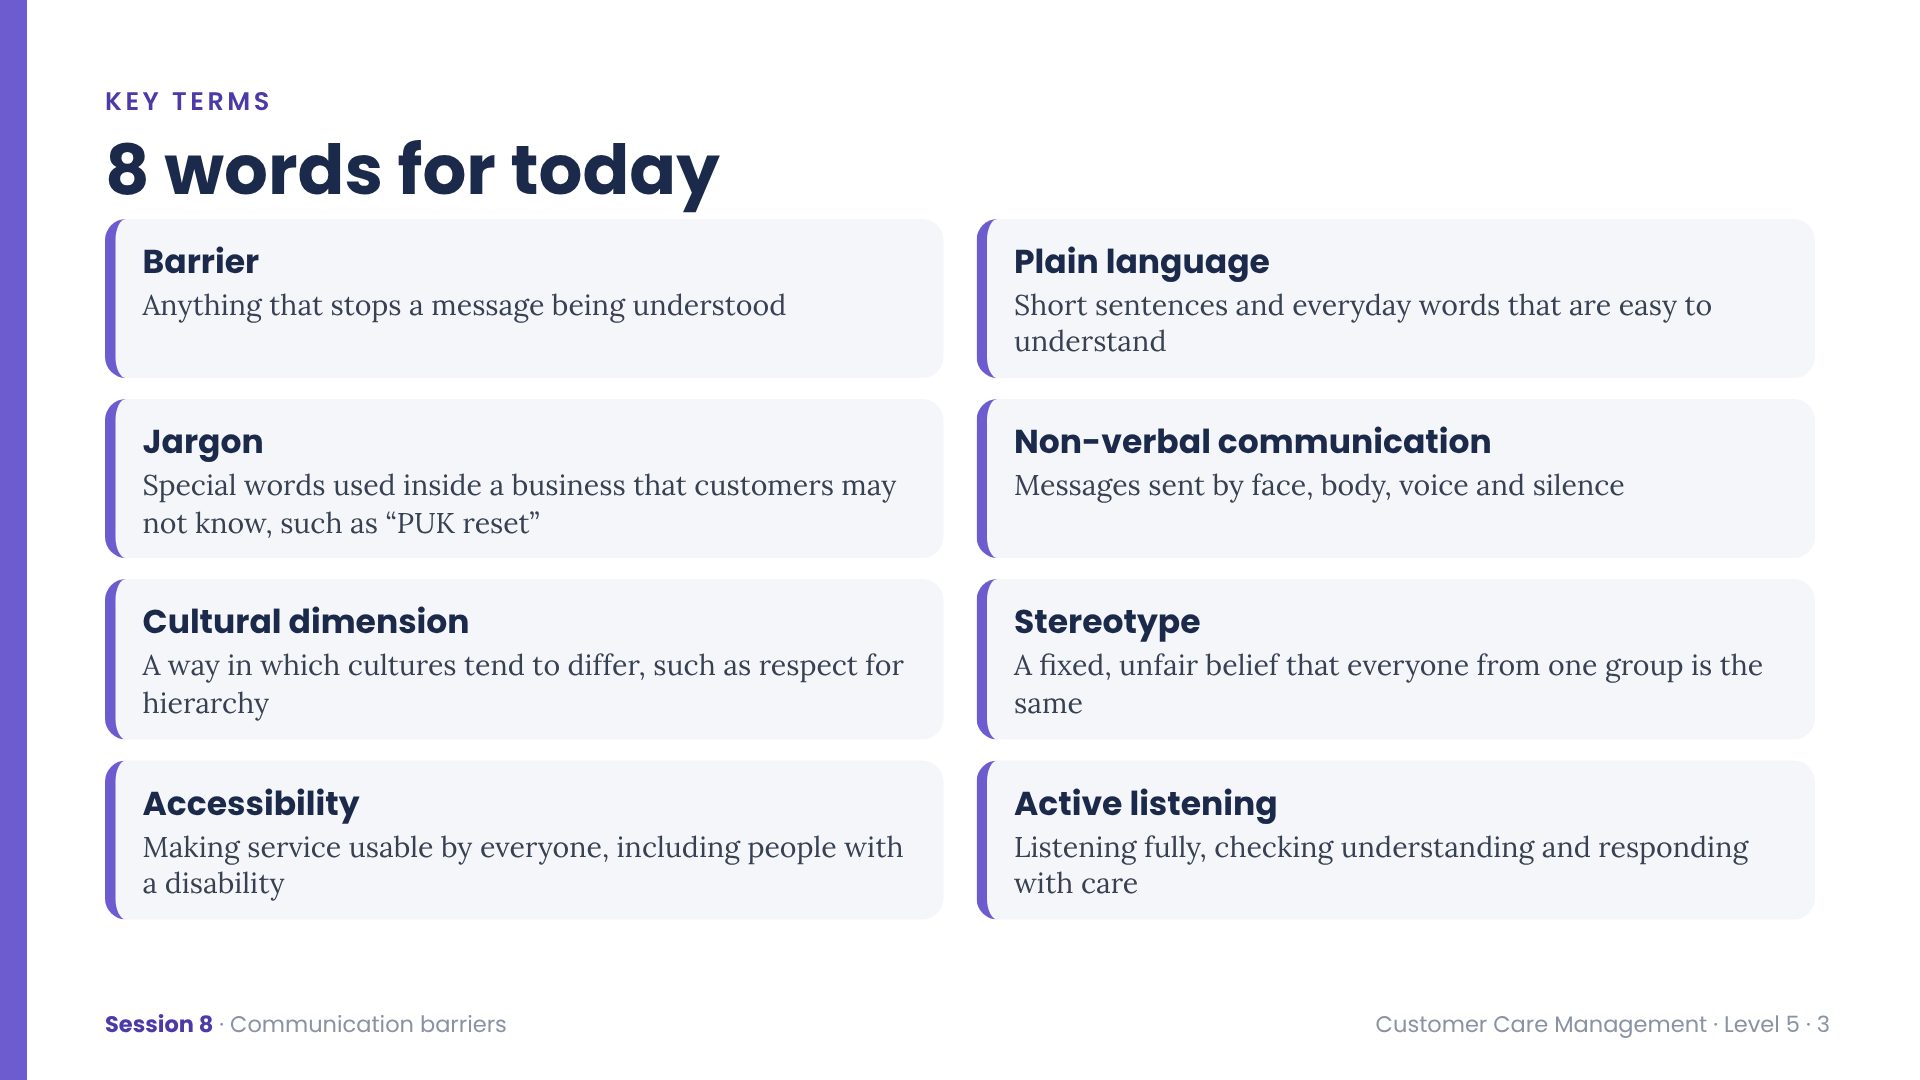 KEY TERMS
8 words for today
Barrier
Anything that stops a message being understood
Plain language
Short sentences and everyday words that are easy to
understand
Jargon
Special words used inside a business that customers may
not know, such as “PUK reset”
Non-verbal communication
Messages sent by face, body, voice and silence
Cultural dimension
A way in which cultures tend to differ, such as respect for
hierarchy
Stereotype
A fixed, unfair belief that everyone from one group is the
same
Accessibility
Making service usable by everyone, including people with
a disability
Active listening
Listening fully, checking understanding and responding
with care
Session 8 · Communication barriers
Customer Care Management · Level 5 · 3